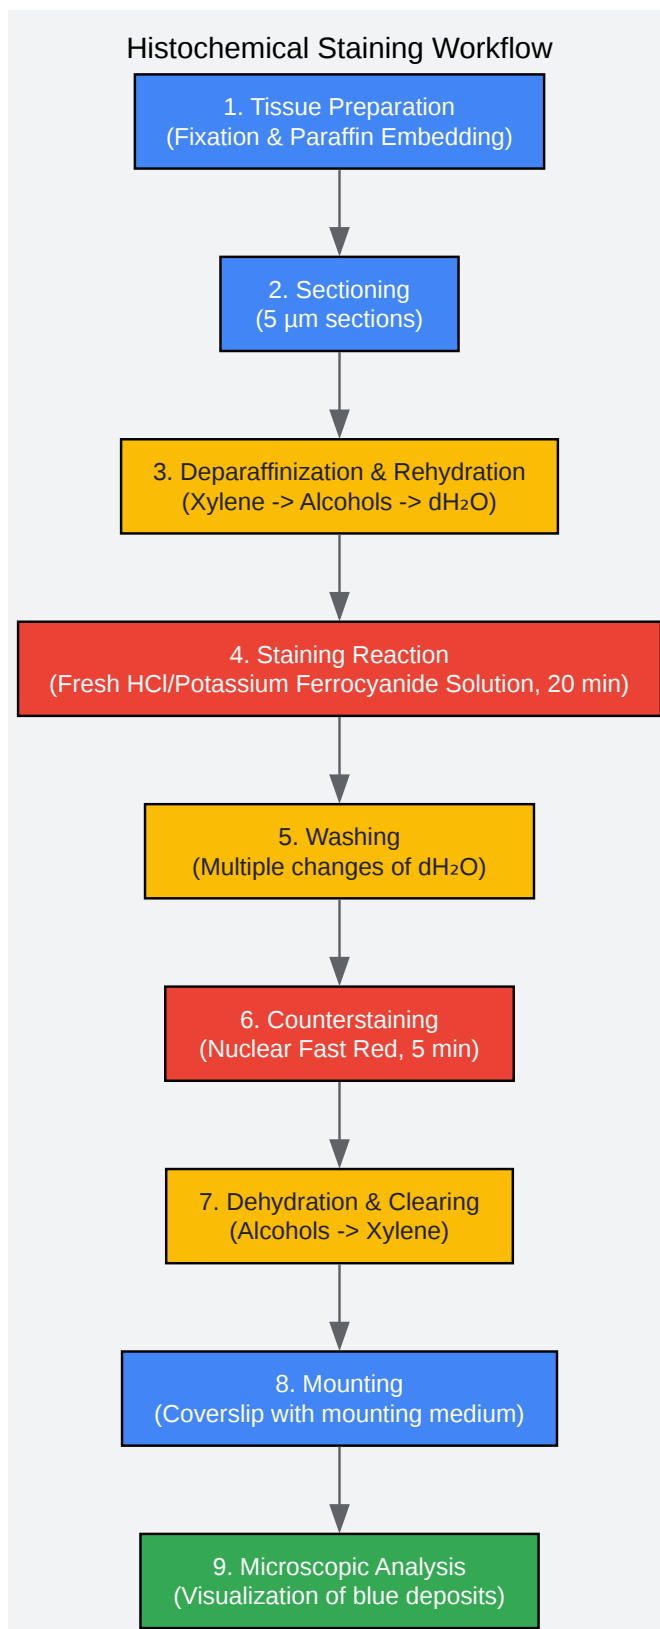 Histochemical Staining Workflow
1. Tissue Preparation
(Fixation & Paraffin Embedding)
2. Sectioning
(5 µm sections)
3. Deparaffinization & Rehydration
(Xylene -> Alcohols -> dH₂O)
4. Staining Reaction
(Fresh HCl/Potassium Ferrocyanide Solution, 20 min)
5. Washing
(Multiple changes of dH₂O)
6. Counterstaining
(Nuclear Fast Red, 5 min)
7. Dehydration & Clearing
(Alcohols -> Xylene)
8. Mounting
(Coverslip with mounting medium)
9. Microscopic Analysis
(Visualization of blue deposits)